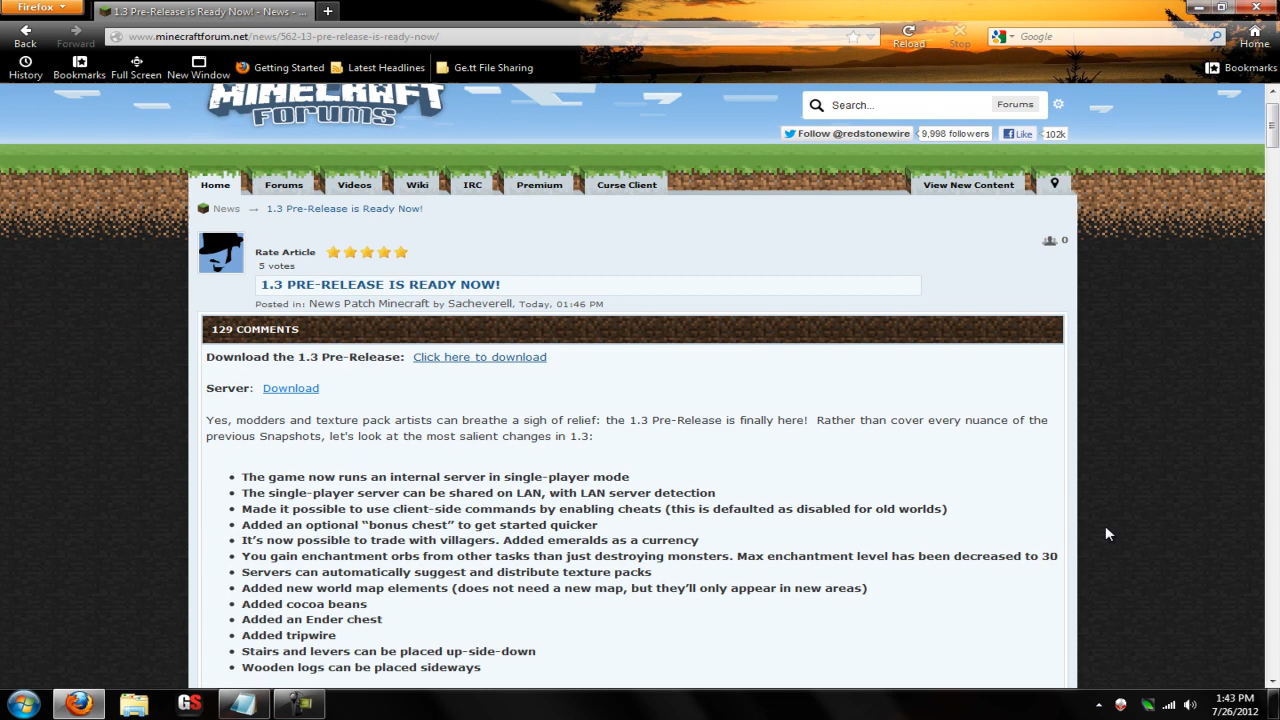 Firefox
1.3 Pre-Release is Ready Now! - News - ...
Back
Forward
www.minecraftforum.net/news/562-13-pre-release-is-ready-now/
Reload
Stop
Google
Home
History
Bookmarks
Full Screen
New Window
Getting Started
Latest Headlines
Ge.tt File Sharing
Bookmarks
MINECRAFT
FORUMS
Search...
Forums
Follow @redstonewire
9,998 followers
Like
102k
Home
Forums
Videos
Wiki
IRC
Premium
Curse Client
View New Content
News → 1.3 Pre-Release is Ready Now!
Rate Article
0
5 votes
1.3 PRE-RELEASE IS READY NOW!
Posted in: News Patch Minecraft by Sacheverell, Today, 01:46 PM
129 COMMENTS
Download the 1.3 Pre-Release: Click here to download
Server: Download
Yes, modders and texture pack artists can breathe a sigh of relief: the 1.3 Pre-Release is finally here! Rather than cover every nuance of the
previous Snapshots, let's look at the most salient changes in 1.3:
• The game now runs an internal server in single-player mode
• The single-player server can be shared on LAN, with LAN server detection
• Made it possible to use client-side commands by enabling cheats (this is defaulted as disabled for old worlds)
• Added an optional “bonus chest” to get started quicker
• It’s now possible to trade with villagers. Added emeralds as a currency
• You gain enchantment orbs from other tasks than just destroying monsters. Max enchantment level has been decreased to 30
• Servers can automatically suggest and distribute texture packs
• Added new world map elements (does not need a new map, but they’ll only appear in new areas)
• Added cocoa beans
• Added an Ender chest
• Added tripwire
• Stairs and levers can be placed up-side-down
• Wooden logs can be placed sideways
GS
1:43 PM
7/26/2012